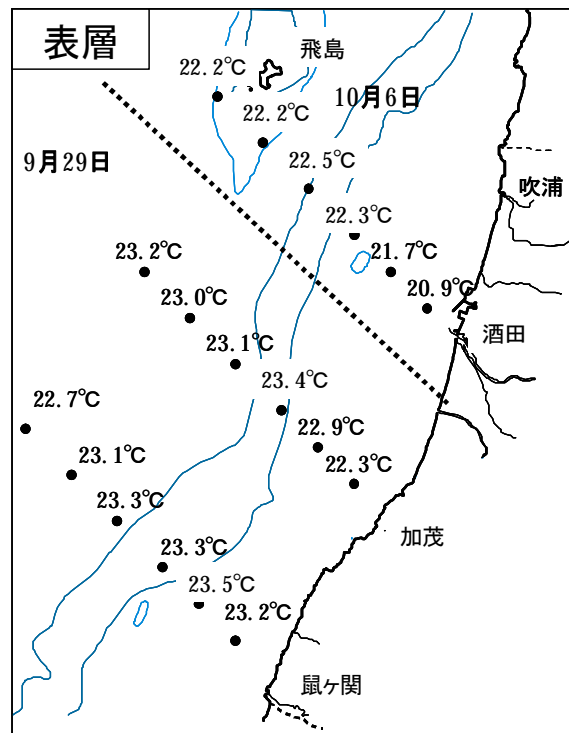 表層
飛島
22.2℃
10月6日
22.2℃
9月29日
22.5℃
吹浦
22.3℃
21.7℃
23.2℃
20.9℃
23.0℃
酒田
23.1℃
23.4℃
22.7℃
22.9℃
23.1℃
22.3℃
23.3℃
加茂
23.3℃
23.5℃
23.2℃
鼠ヶ関